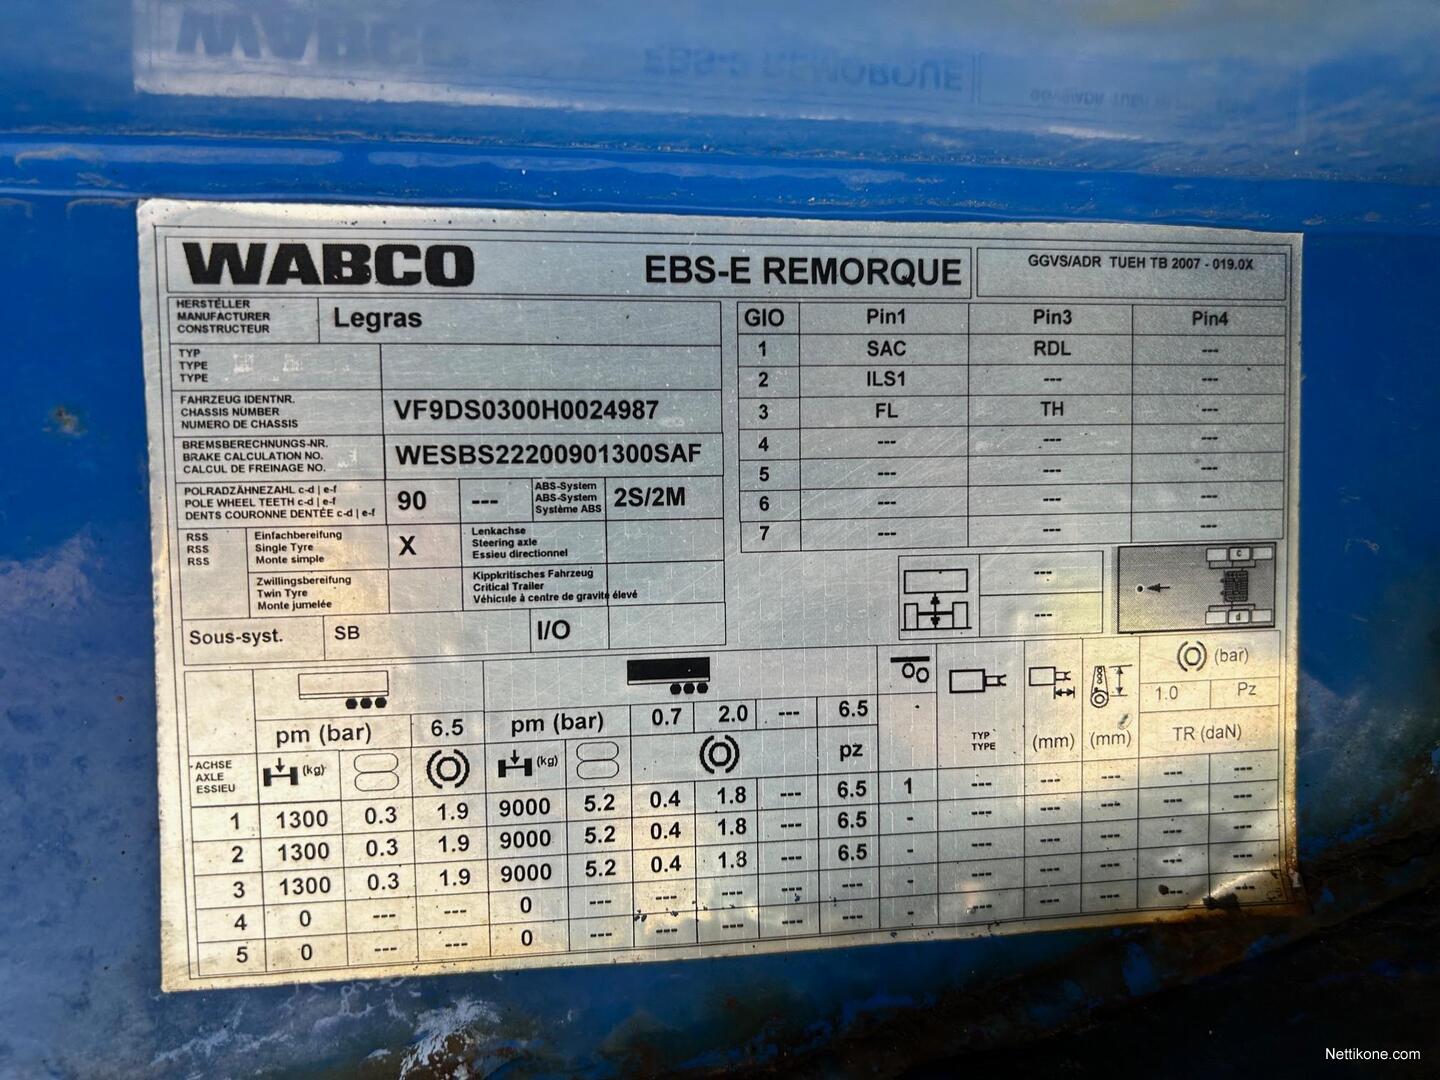 WABCO
EBS-E REMORQUE
GGVS/ADR TUEH TB 2007 - 019.0X
HERSTELLER
MANUFACTURER
CONSTRUCTEUR
Legras
TYP
TYPE
TYPE
FAHRZEUG IDENTNR.
CHASSIS NUMBER
NUMERO DE CHASSIS
VF9DS0300H0024987
BREMSBERECHNUNGS-NR.
BRAKE CALCULATION NO.
CALCUL DE FREINAGE NO.
WESBS22200901300SAF
POLRADZÄHNEZAHL c-d | e-f
POLE WHEEL TEETH c-d | e-f
DENTS COURONNE DENTÉE c-d | e-f
90 ---
ABS-System
ABS-System
Système ABS
2S/2M
RSS
RSS
RSS
Einfachbereifung
Single Tyre
Monte simple
X
Lenkachse
Steering axle
Essieu directionnel
Zwillingsbereifung
Twin Tyre
Monte jumelée
Kippkritisches Fahrzeug
Critical Trailer
Véhicule à centre de gravité élevé
Sous-syst. SB I/O
GIO Pin1 Pin3 Pin4
1 SAC RDL ---
2 ILS1 --- ---
3 FL TH ---
4 --- --- ---
5 --- --- ---
6 --- --- ---
7 --- --- ---
---
---
c
d
pm (bar) 6.5 pm (bar) 0.7 2.0 --- 6.5
(bar)
1.0 Pz
ACHSE
AXLE
ESSIEU
(kg) (kg) pz
TYP
TYPE
(mm) (mm) TR (daN)
1 1300 0.3 1.9 9000 5.2 0.4 1.8 --- 6.5 1 --- --- --- --- ---
2 1300 0.3 1.9 9000 5.2 0.4 1.8 --- 6.5 - --- --- --- --- ---
3 1300 0.3 1.9 9000 5.2 0.4 1.8 --- 6.5 - --- --- --- --- ---
4 0 --- --- 0 --- --- --- --- --- - --- --- --- --- ---
5 0 --- --- 0 --- --- --- --- --- - --- --- --- --- ---
Nettikone.com